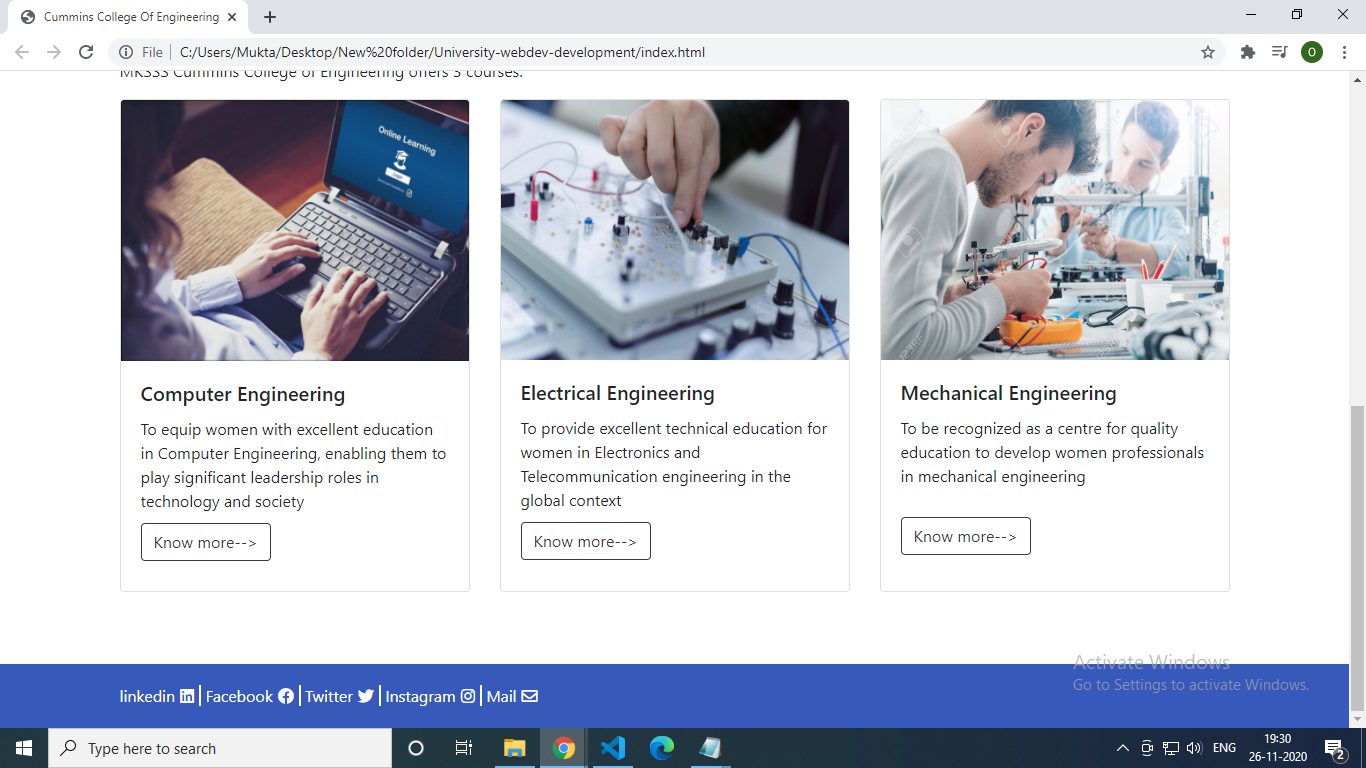 Cummins College Of Engineering
File
C:/Users/Mukta/Desktop/New%20folder/University-webdev-development/index.html
O
MKSSS Cummins College of Engineering offers 3 courses.
Online Learning
Login
123RF
Computer Engineering
To equip women with excellent education
in Computer Engineering, enabling them to
play significant leadership roles in
technology and society
Know more-->
Electrical Engineering
To provide excellent technical education for
women in Electronics and
Telecommunication engineering in the
global context
Know more-->
Mechanical Engineering
To be recognized as a centre for quality
education to develop women professionals
in mechanical engineering
Know more-->
linkedin | Facebook | Twitter | Instagram | Mail
Activate Windows
Go to Settings to activate Windows.
Type here to search
ENG
19:30
26-11-2020
2